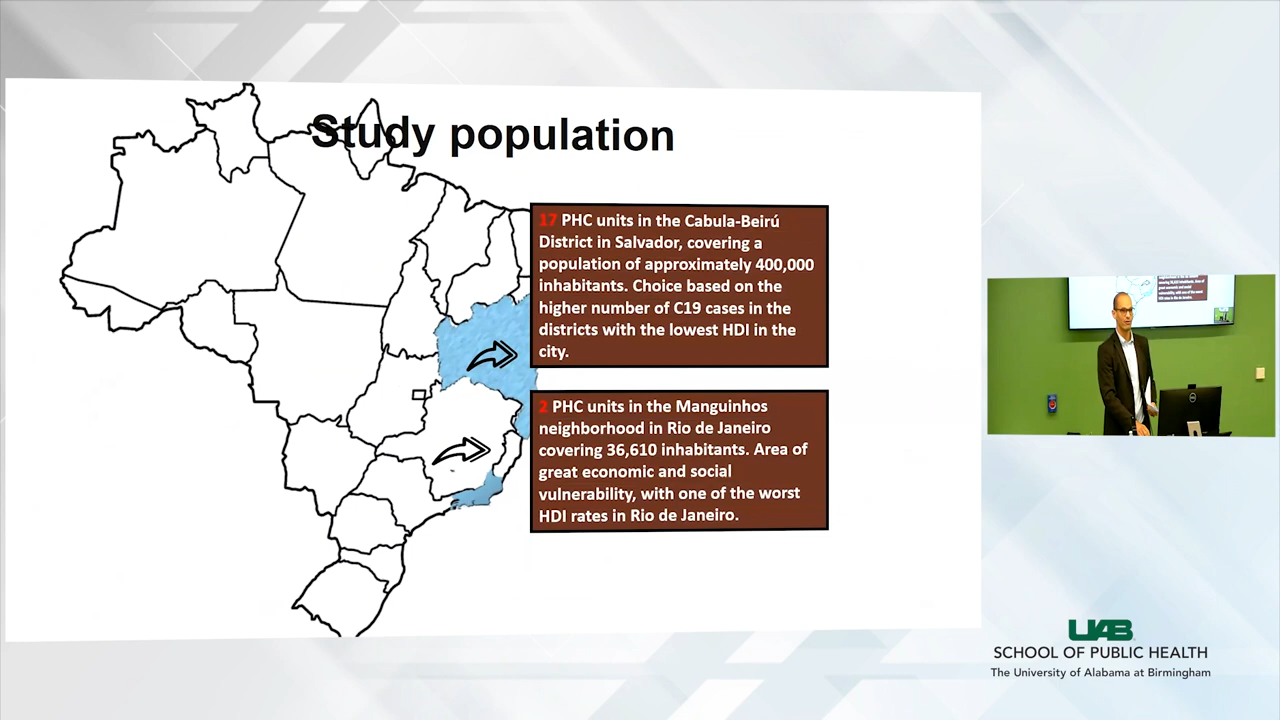 Study population
17 PHC units in the Cabula-Beirú
District in Salvador, covering a
population of approximately 400,000
inhabitants. Choice based on the
higher number of C19 cases in the
districts with the lowest HDI in the
city.
2 PHC units in the Manguinhos
neighborhood in Rio de Janeiro
covering 36,610 inhabitants. Area of
great economic and social
vulnerability, with one of the worst
HDI rates in Rio de Janeiro.
UAB
SCHOOL OF PUBLIC HEALTH
The University of Alabama at Birmingham